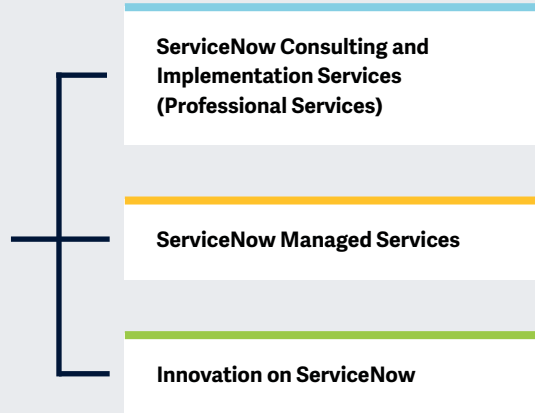 ServiceNow Consulting and
Implementation Services
(Professional Services)
ServiceNow Managed Services
Innovation on ServiceNow